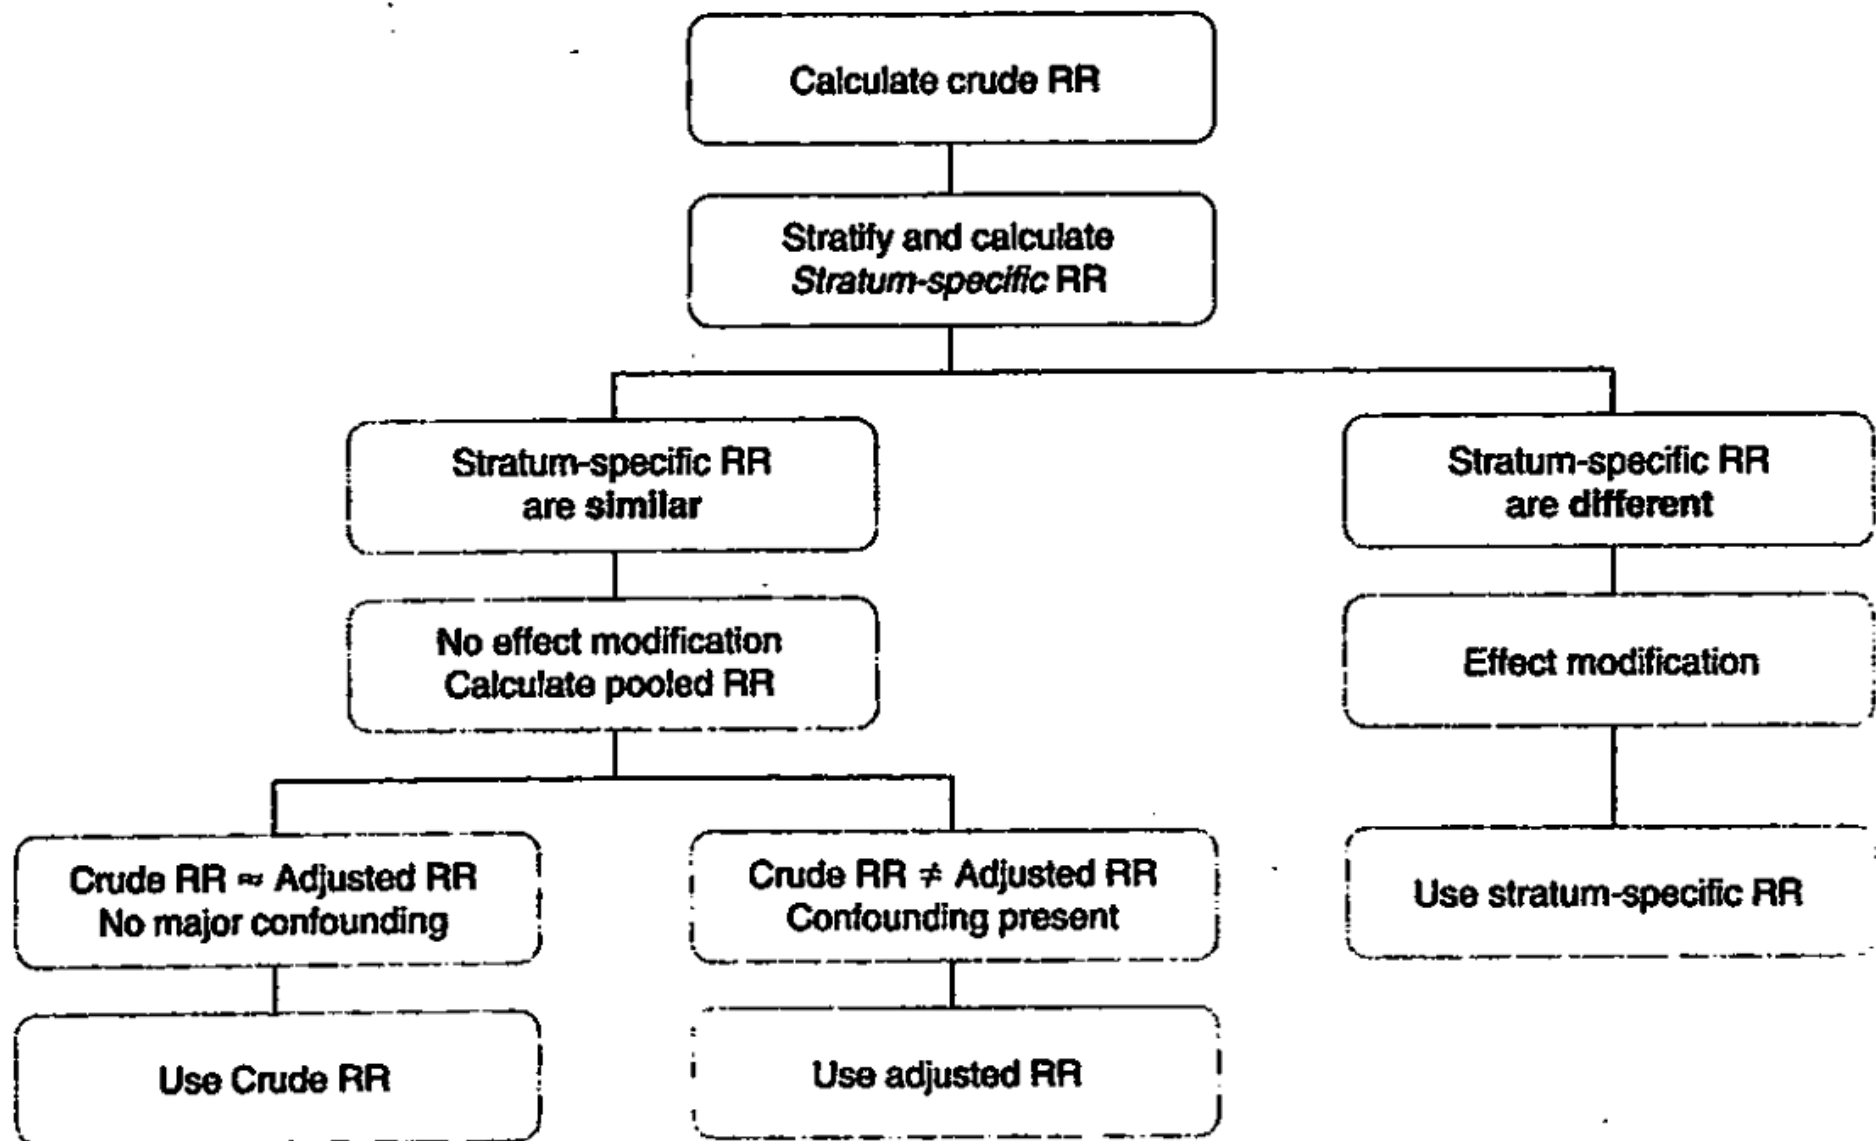 Calculate crude RR
Stratify and calculate
Stratum-specific RR
Stratum-specific RR
are similar
Stratum-specific RR
are different
No effect modification
Calculate pooled RR
Effect modification
Crude RR ≈ Adjusted RR
No major confounding
Crude RR ≠ Adjusted RR
Confounding present
Use stratum-specific RR
Use Crude RR
Use adjusted RR